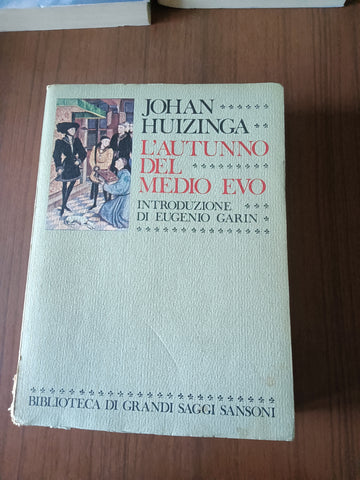 JOHAN
HUIZINGA
L'AUTUNNO
DEL
MEDIO EVO
INTRODUZIONE
DI EUGENIO GARIN
BIBLIOTECA DI GRANDI SAGGI SANSONI